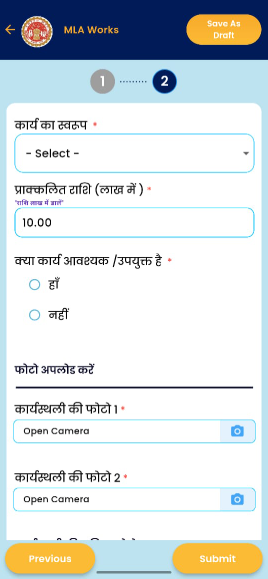 MLA Works
Save As
Draft
1
2
कार्य का स्वरूप *
- Select -
प्राक्कलित राशि (लाख में ) *
"राशि लाख में डालें"
10.00
क्या कार्य आवश्यक /उपयुक्त है *
हाँ
नहीं
फोटो अपलोड करें
कार्यस्थली की फोटो 1 *
Open Camera
कार्यस्थली की फोटो 2 *
Open Camera
Previous
Submit